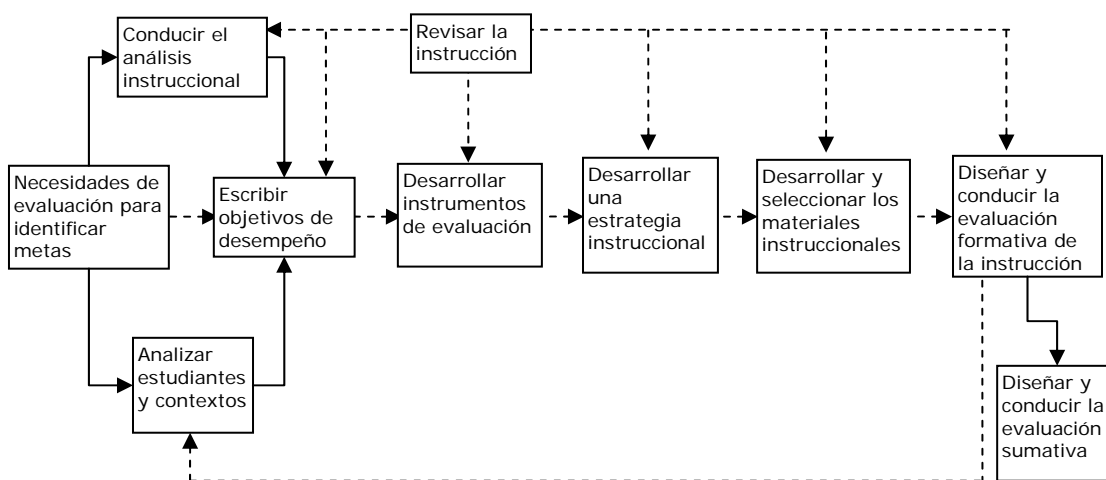 Conducir el
análisis
instruccional
Revisar la
instrucción
Necesidades de
evaluación para
identificar
metas
Escribir
objetivos de
desempeño
Desarrollar
instrumentos
de evaluación
Desarrollar
una
estrategia
instruccional
Desarrollar y
seleccionar los
materiales
instruccionales
Diseñar y
conducir la
evaluación
formativa de
la instrucción
Analizar
estudiantes
y contextos
Diseñar y
conducir la
evaluación
sumativa